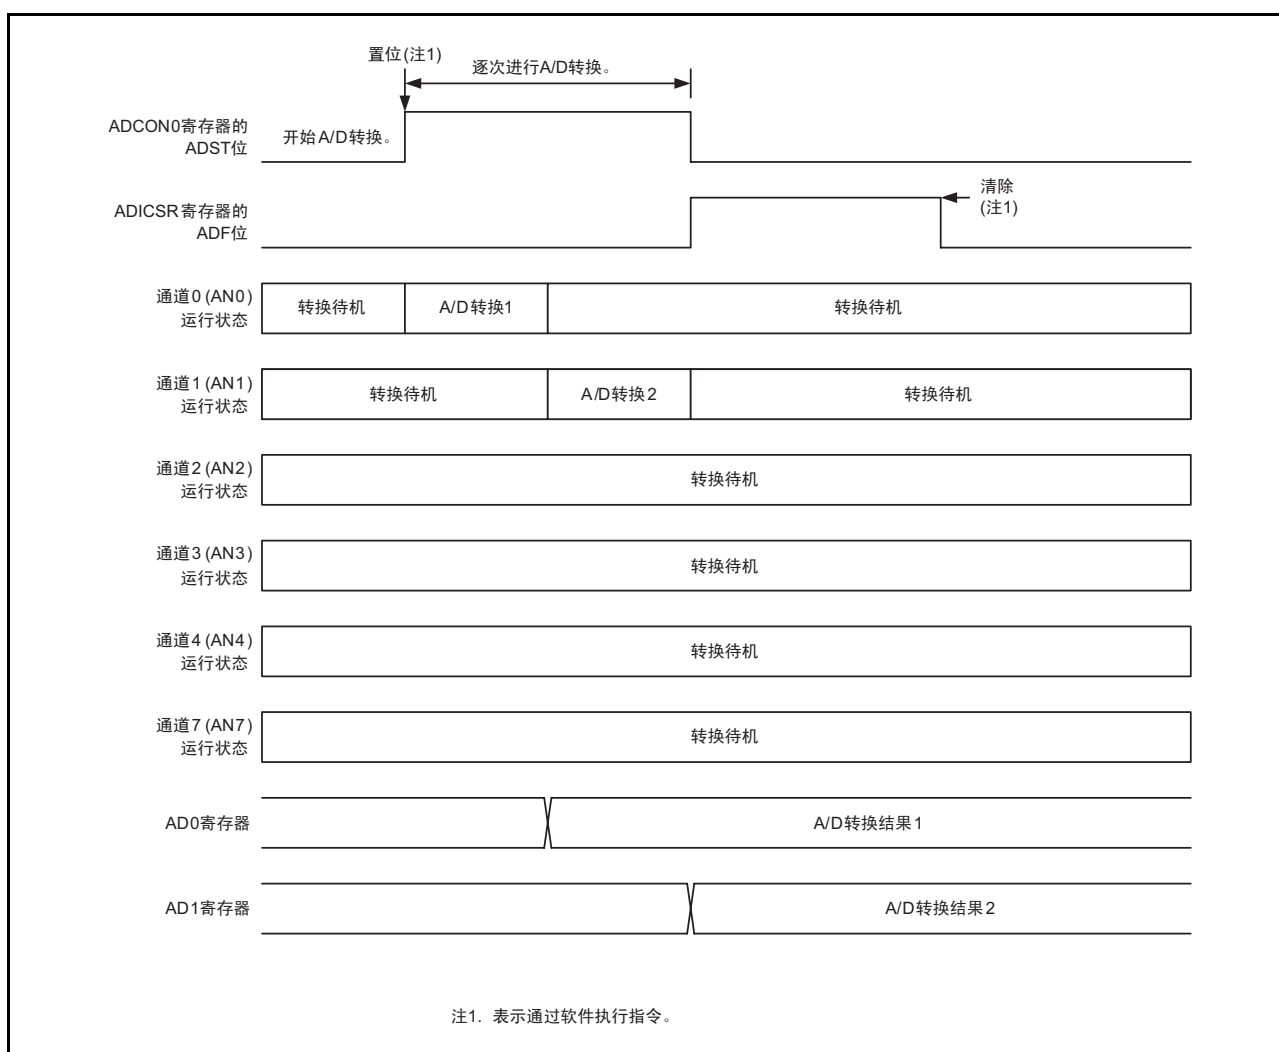 置位(注1)
逐次进行A/D转换。
ADCON0寄存器的
ADST位
开始A/D转换。
ADICSR寄存器的
ADF位
清除
(注1)
通道0(AN0)
运行状态
转换待机
A/D转换1
转换待机
通道1(AN1)
运行状态
转换待机
A/D转换2
转换待机
通道2(AN2)
运行状态
转换待机
通道3(AN3)
运行状态
转换待机
通道4(AN4)
运行状态
转换待机
通道7(AN7)
运行状态
转换待机
AD0寄存器
A/D转换结果1
AD1寄存器
A/D转换结果2
注1. 表示通过软件执行指令。